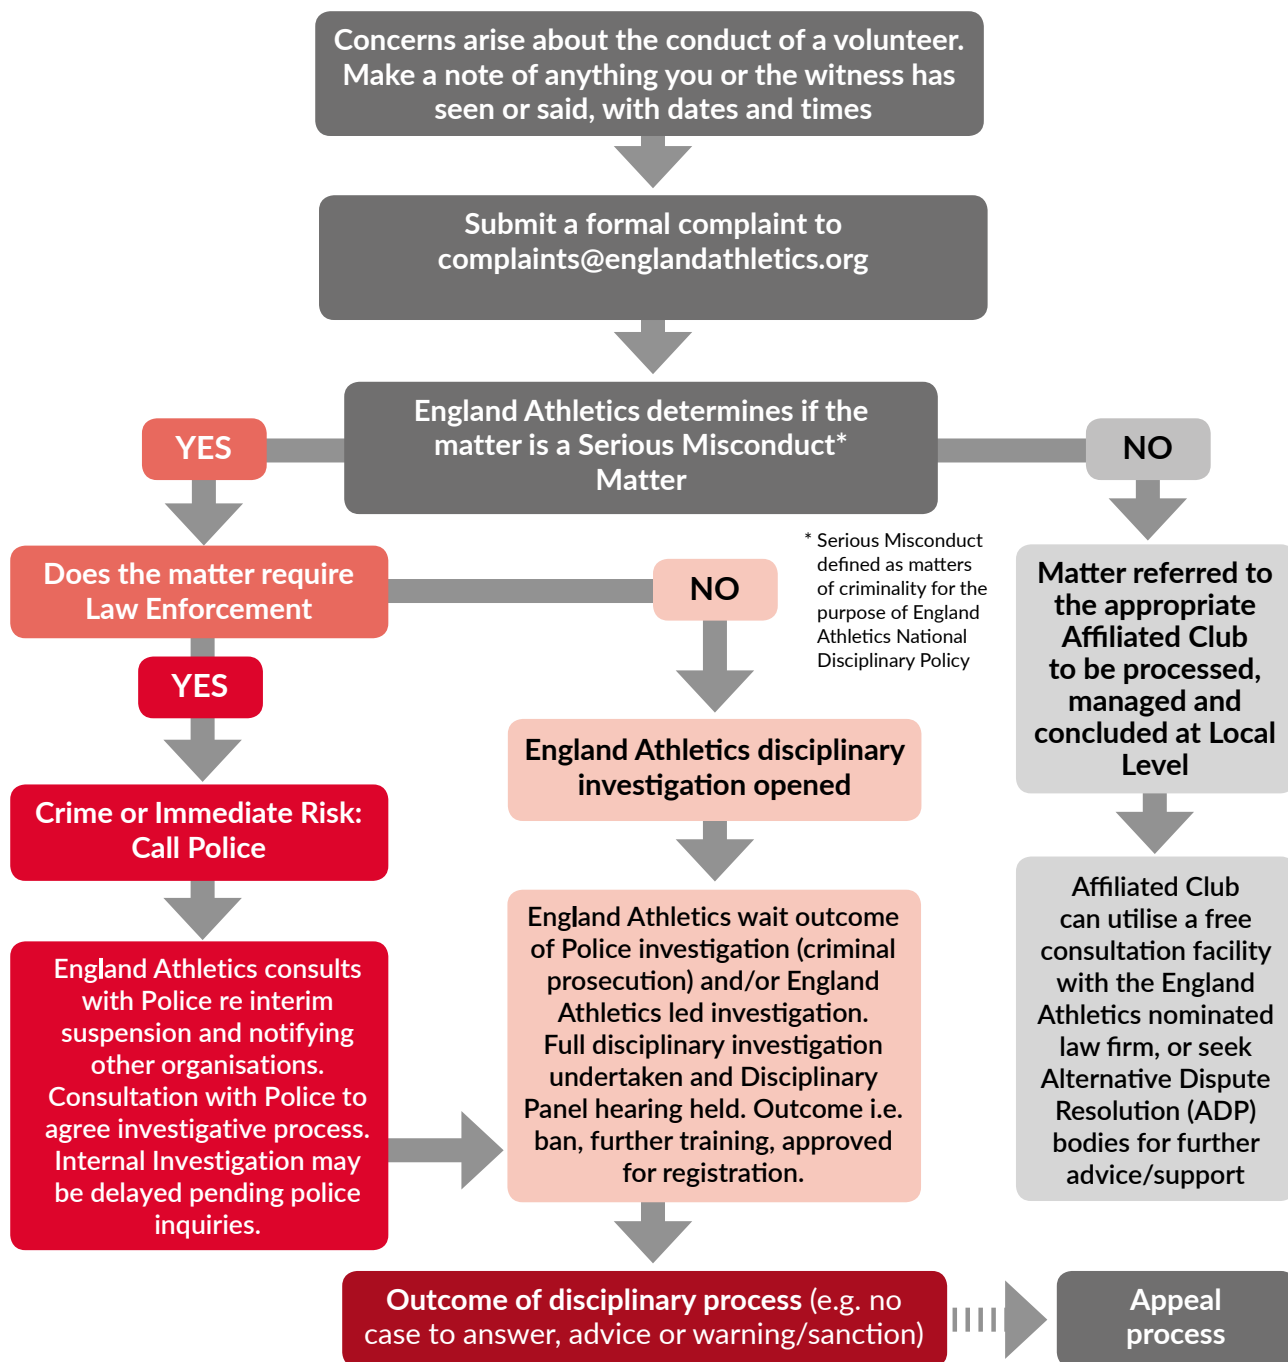 Concerns arise about the conduct of a volunteer.
Make a note of anything you or the witness has
seen or said, with dates and times
Submit a formal complaint to
complaints@englandathletics.org
England Athletics determines if the
matter is a Serious Misconduct*
Matter
YES
NO
Does the matter require
Law Enforcement
NO
* Serious Misconduct
defined as matters
of criminality for the
purpose of England
Athletics National
Disciplinary Policy
Matter referred to
the appropriate
Affiliated Club
to be processed,
managed and
concluded at Local
Level
YES
England Athletics disciplinary
investigation opened
Crime or Immediate Risk:
Call Police
England Athletics consults
with Police re interim
suspension and notifying
other organisations.
Consultation with Police to
agree investigative process.
Internal Investigation may
be delayed pending police
inquiries.
England Athletics wait outcome
of Police investigation (criminal
prosecution) and/or England
Athletics led investigation.
Full disciplinary investigation
undertaken and Disciplinary
Panel hearing held. Outcome i.e.
ban, further training, approved
for registration.
Affiliated Club
can utilise a free
consultation facility
with the England
Athletics nominated
law firm, or seek
Alternative Dispute
Resolution (ADP)
bodies for further
advice/support
Outcome of disciplinary process (e.g. no
case to answer, advice or warning/sanction)
Appeal
process